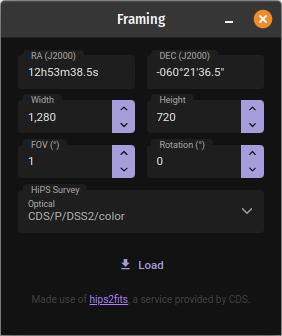 Framing
RA (J2000) DEC (J2000)
12h53m38.5s -060°21'36.5"
Width Height
1,280 720
FOV (°) Rotation (°)
1 0
HiPS Survey
Optical
CDS/P/DSS2/color
Load
Made use of hips2fits, a service provided by CDS.